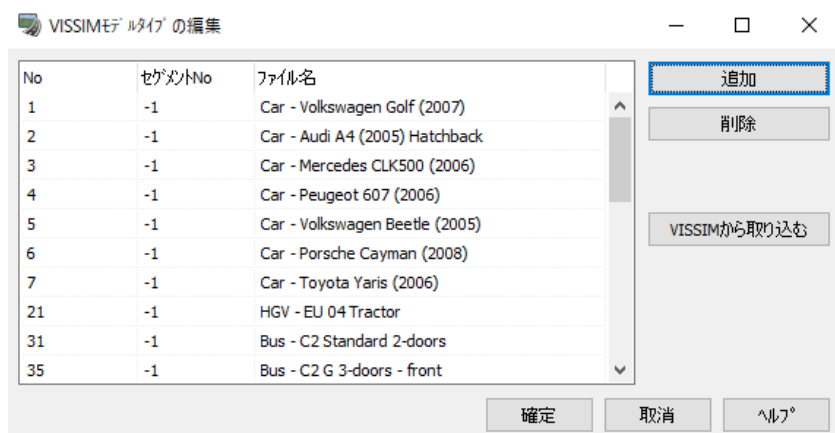 VISSIMﾓﾃﾞﾙﾀｲﾌﾟの編集
No ｾｸﾞﾒﾝﾄNo ファイル名
追加
1 -1 Car - Volkswagen Golf (2007)
2 -1 Car - Audi A4 (2005) Hatchback
削除
3 -1 Car - Mercedes CLK500 (2006)
4 -1 Car - Peugeot 607 (2006)
5 -1 Car - Volkswagen Beetle (2005)
VISSIMから取り込む
6 -1 Car - Porsche Cayman (2008)
7 -1 Car - Toyota Yaris (2006)
21 -1 HGV - EU 04 Tractor
31 -1 Bus - C2 Standard 2-doors
35 -1 Bus - C2 G 3-doors - front
確定 取消 ﾍﾙﾌﾟ